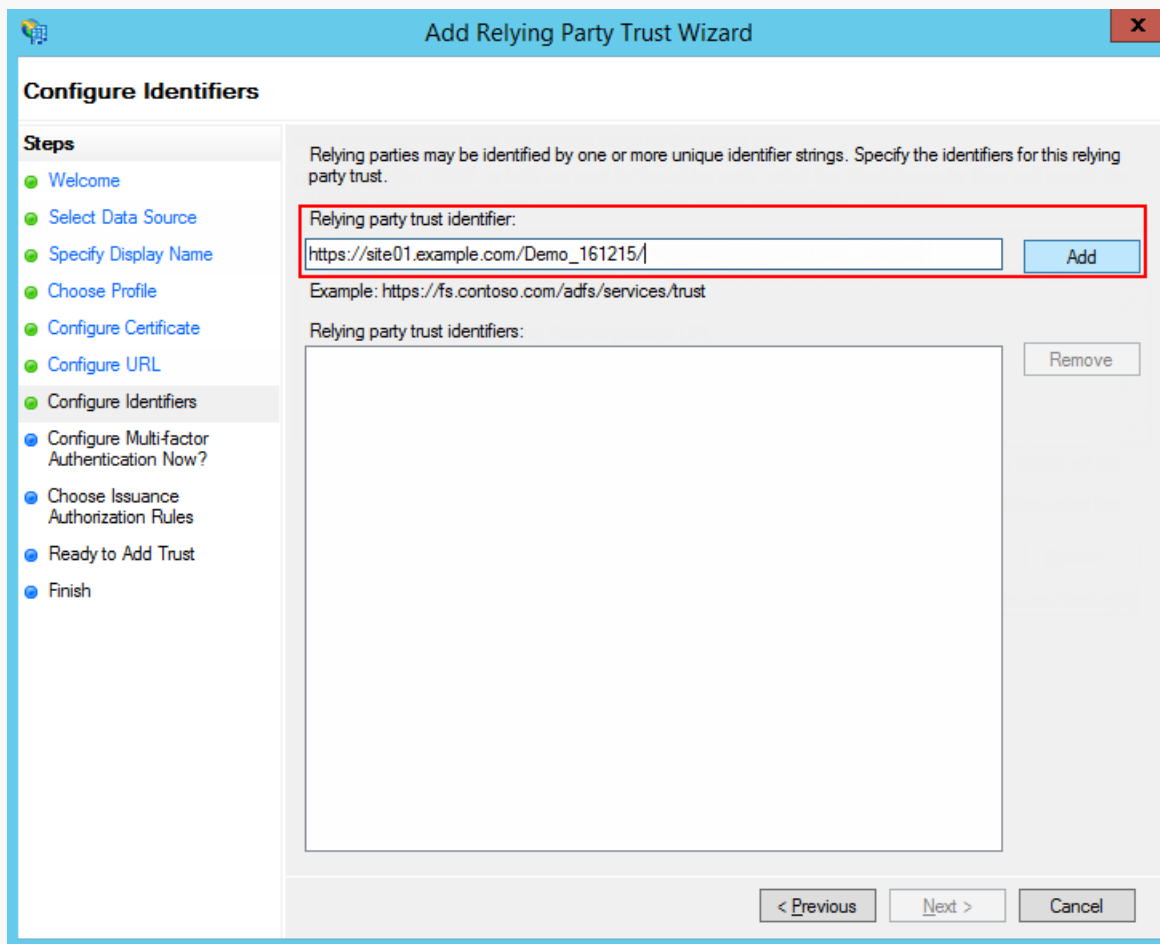 Add Relying Party Trust Wizard
X
Configure Identifiers
Steps
Welcome
Select Data Source
Specify Display Name
Choose Profile
Configure Certificate
Configure URL
Configure Identifiers
Configure Multi-factor
Authentication Now?
Choose Issuance
Authorization Rules
Ready to Add Trust
Finish
Relying parties may be identified by one or more unique identifier strings. Specify the identifiers for this relying
party trust.
Relying party trust identifier:
https://site01.example.com/Demo_161215/
Add
Example: https://fs.contoso.com/adfs/services/trust
Relying party trust identifiers:
Remove
< Previous
Next >
Cancel